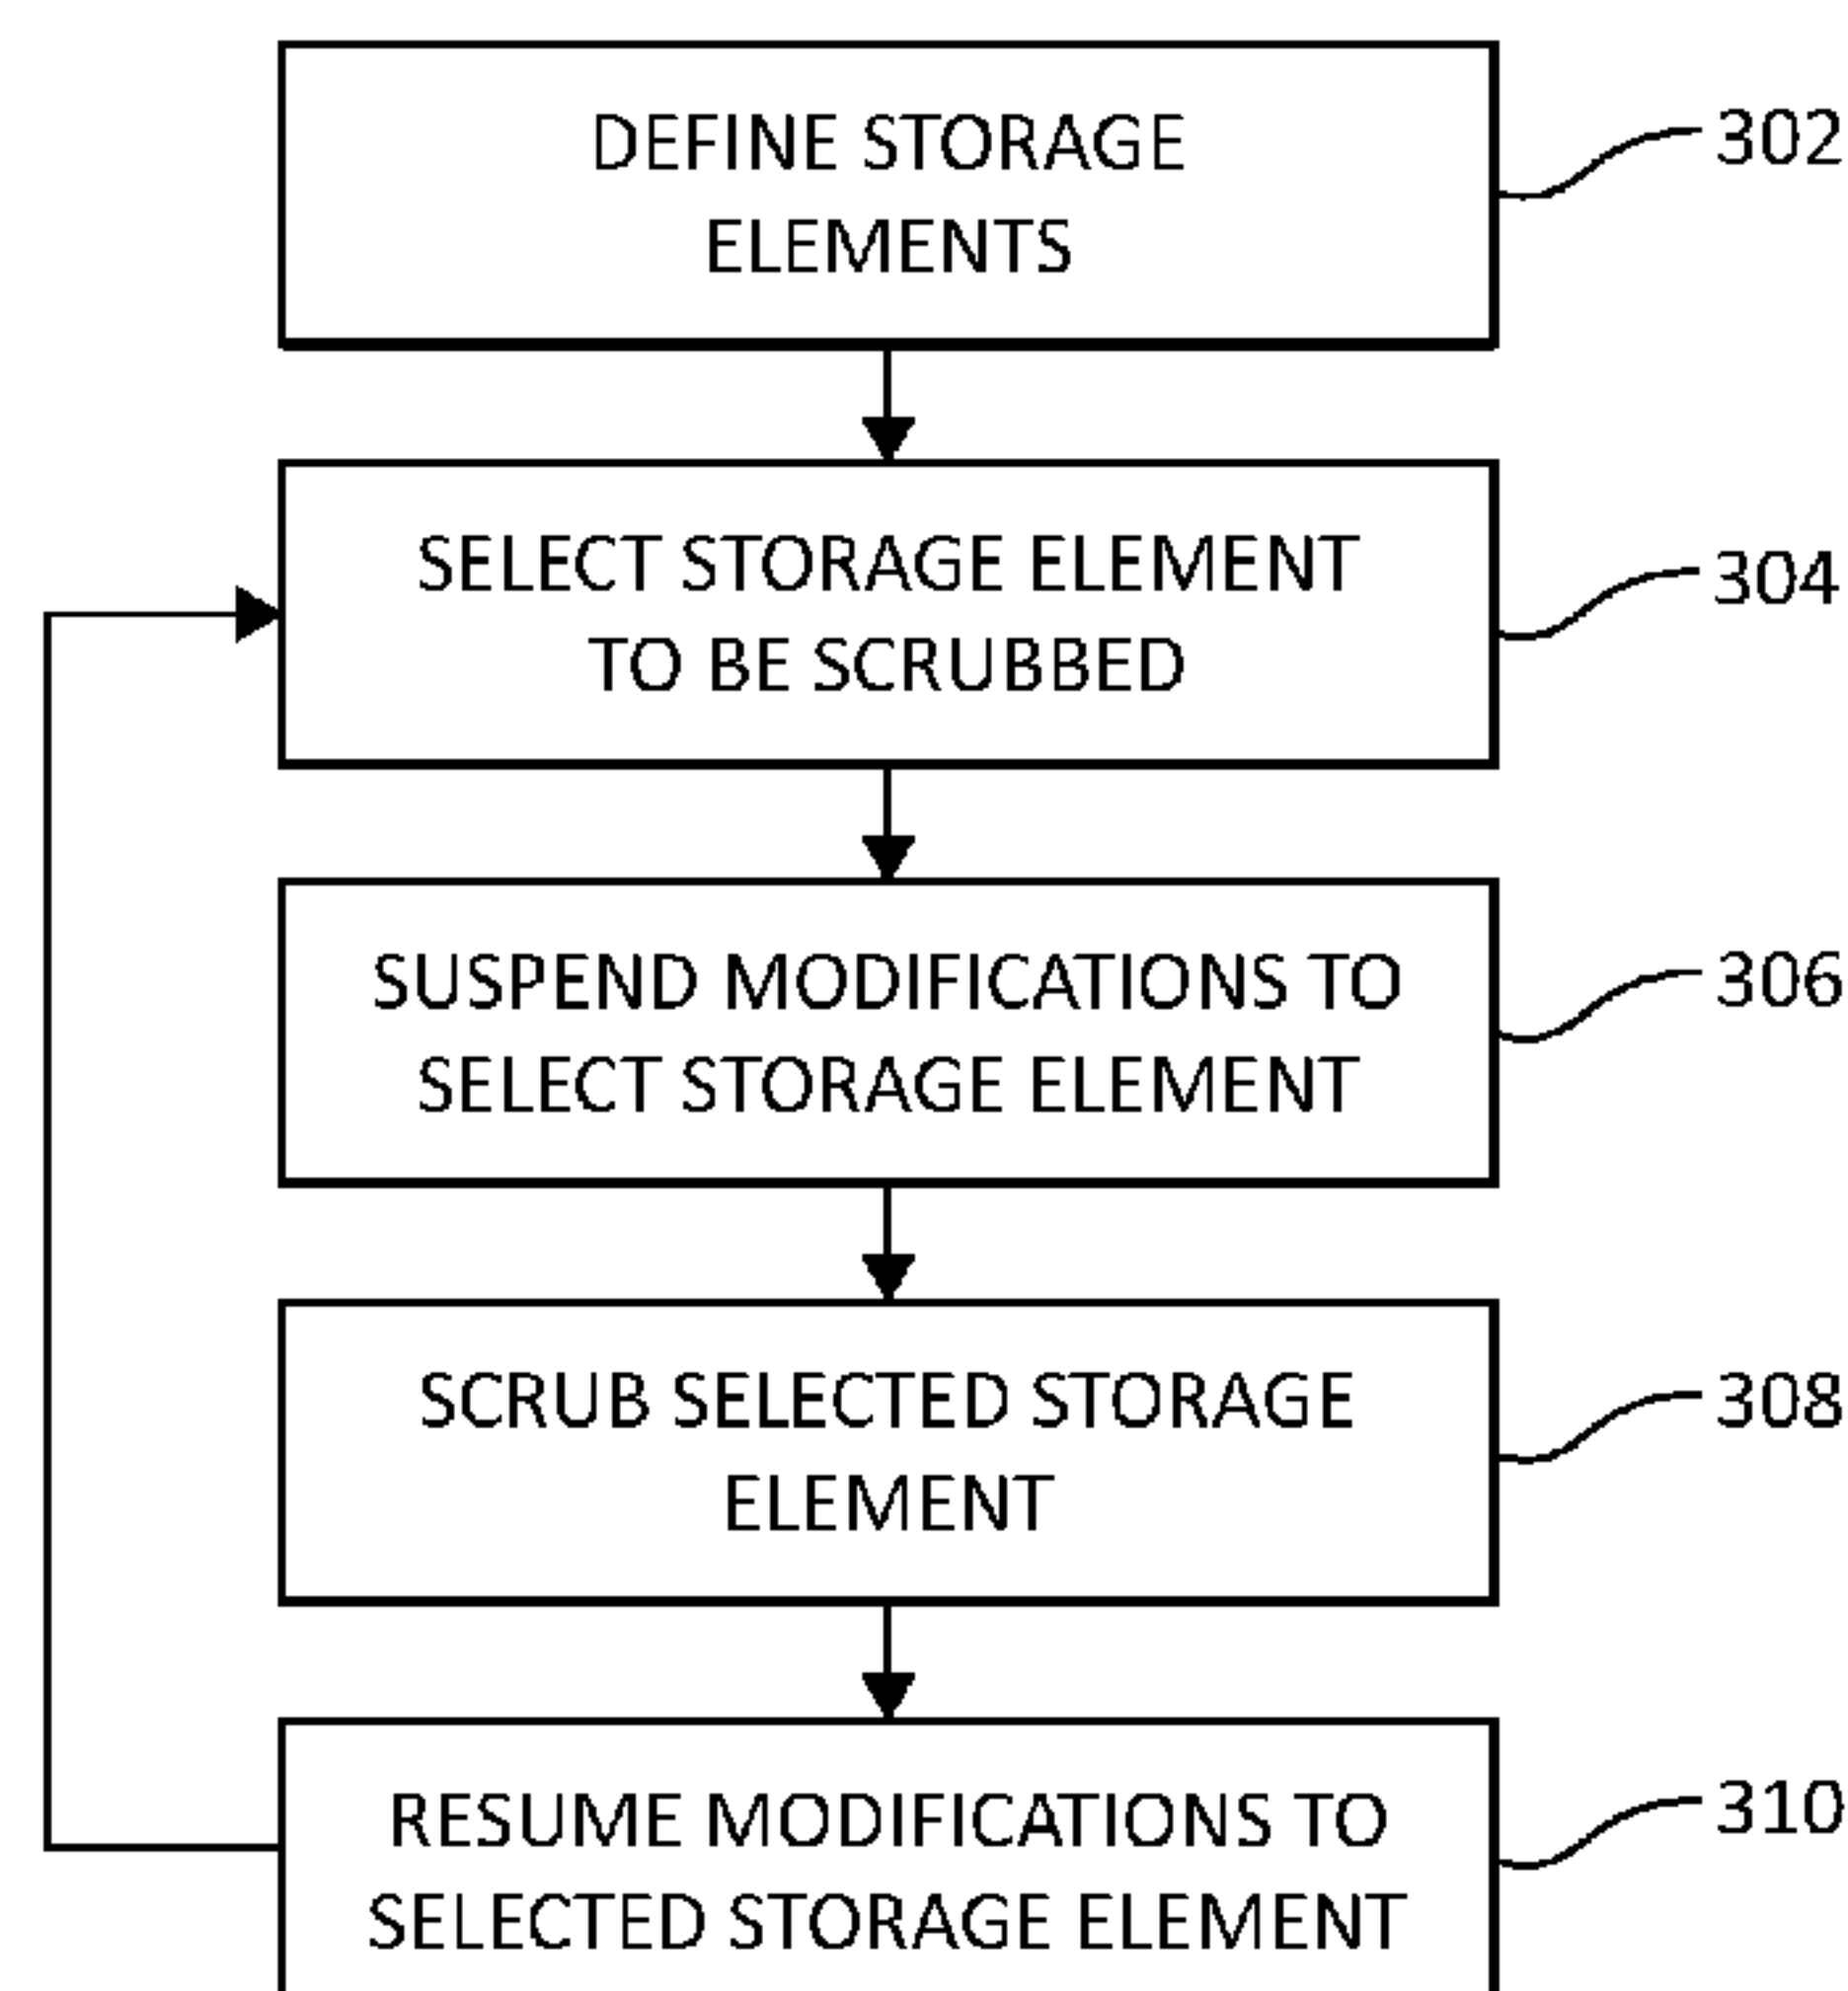 DEFINE STORAGE
ELEMENTS
302
SELECT STORAGE ELEMENT
TO BE SCRUBBED
304
SUSPEND MODIFICATIONS TO
SELECT STORAGE ELEMENT
306
SCRUB SELECTED STORAGE
ELEMENT
308
RESUME MODIFICATIONS TO
SELECTED STORAGE ELEMENT
310